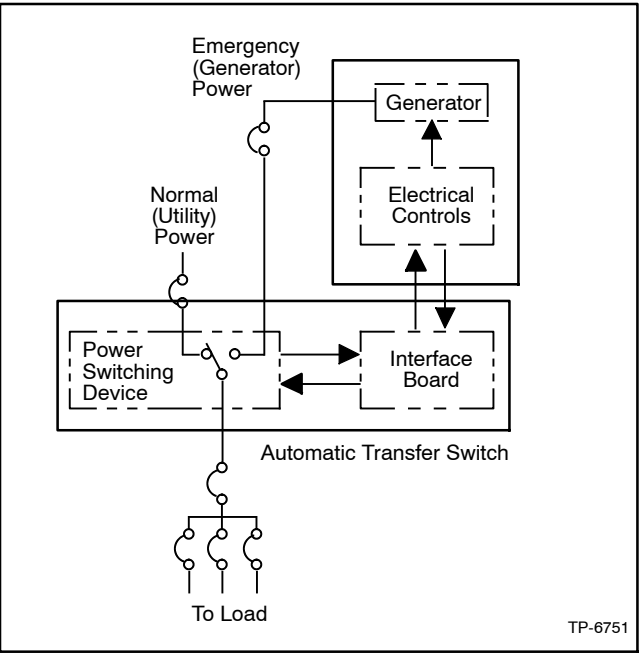 Emergency
(Generator)
Power
Generator
Normal
(Utility)
Power
Electrical
Controls
Power
Switching
Device
Interface
Board
Automatic Transfer Switch
To Load
TP-6751